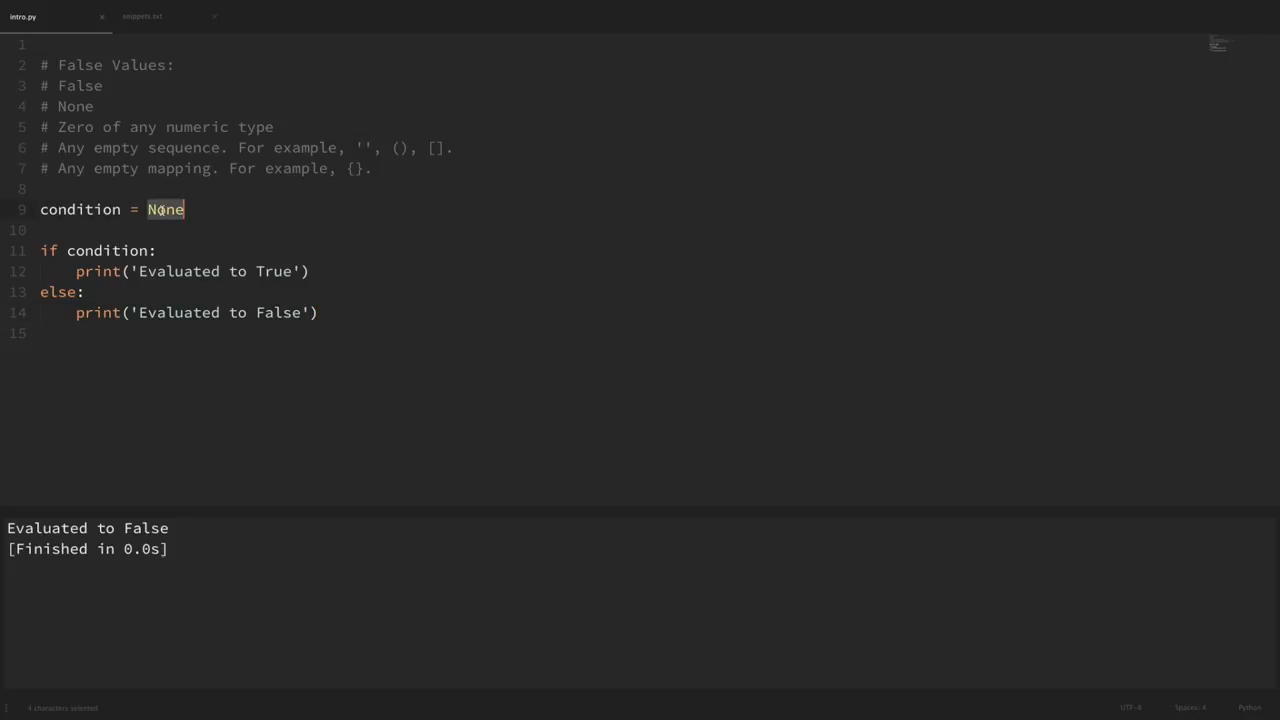 intro.py × snippets.txt ×
1
2 # False Values:
3 # False
4 # None
5 # Zero of any numeric type
6 # Any empty sequence. For example, '', (), [].
7 # Any empty mapping. For example, {}.
8
9 condition = None
10
11 if condition:
12 print('Evaluated to True')
13 else:
14 print('Evaluated to False')
15
Evaluated to False
[Finished in 0.0s]
4 characters selected UTF-8 Spaces: 4 Python